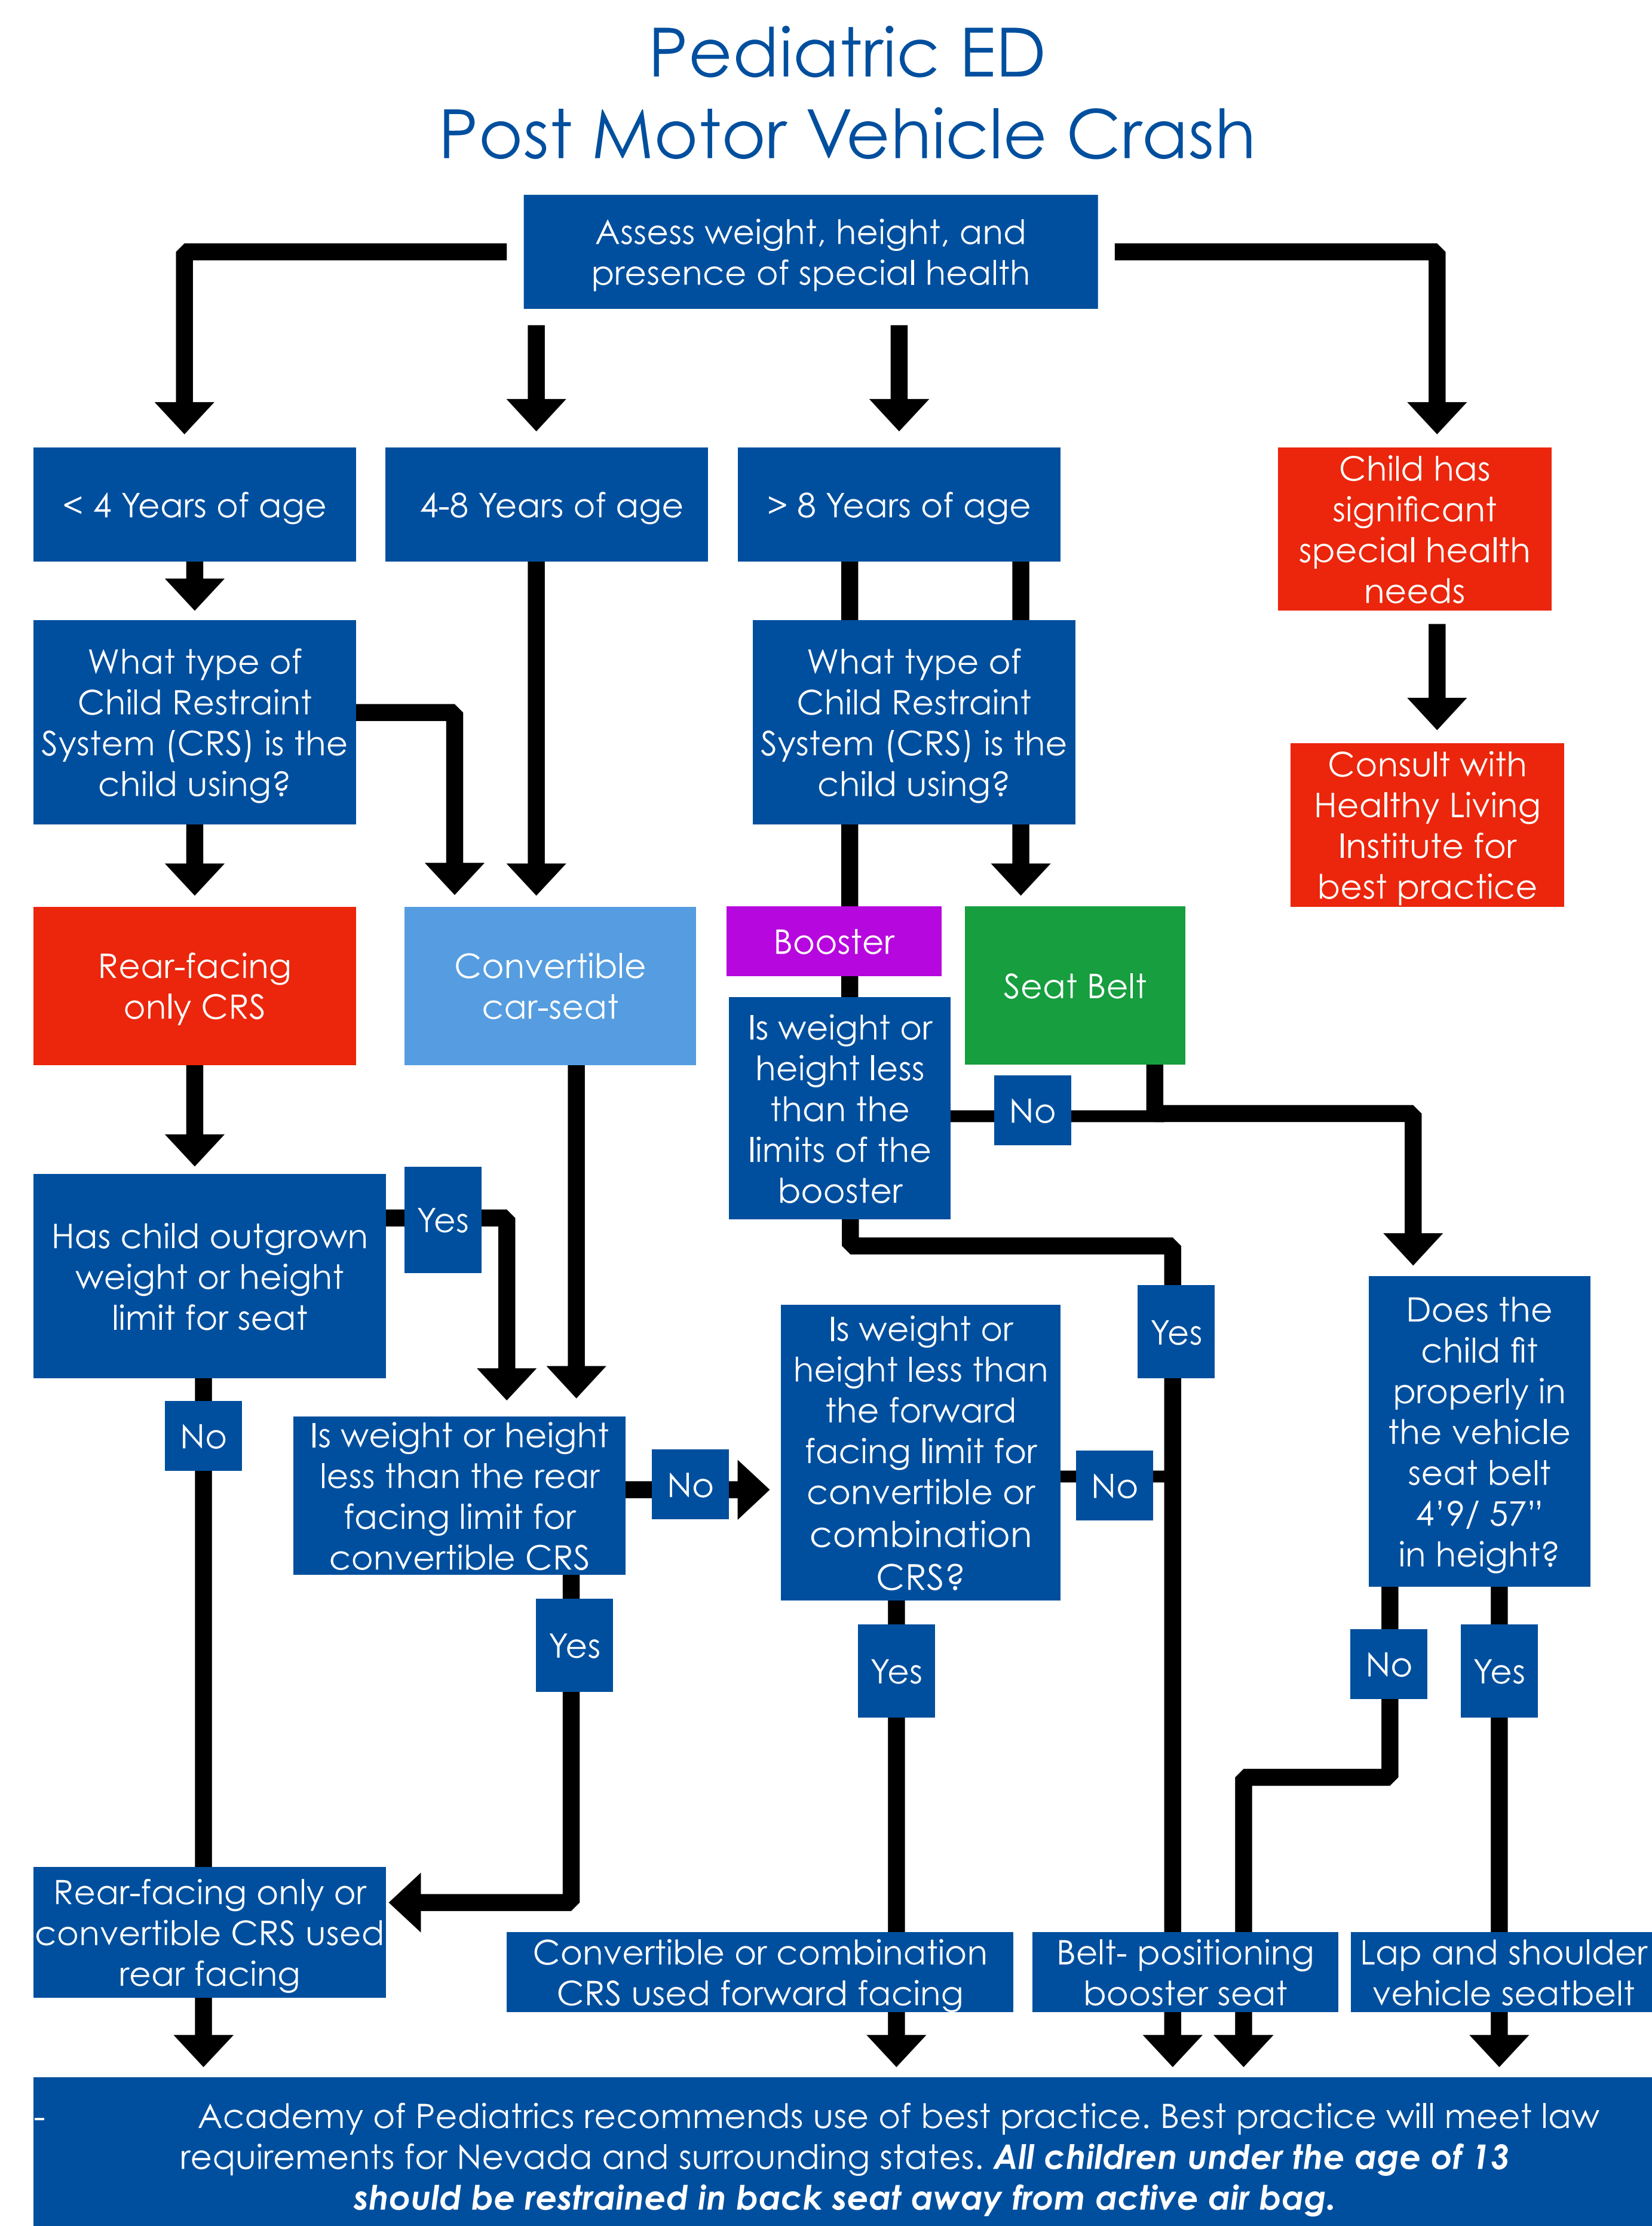 Pediatric ED
Post Motor Vehicle Crash
Assess weight, height, and
presence of special health
< 4 Years of age
4-8 Years of age
> 8 Years of age
Child has
significant
special health
needs
What type of
Child Restraint
System (CRS) is the
child using?
What type of
Child Restraint
System (CRS) is the
child using?
Consult with
Healthy Living
Institute for
best practice
Rear-facing
only CRS
Convertible
car-seat
Booster
Seat Belt
Is weight or
height less
than the
limits of the
booster
No
Has child outgrown
weight or height
limit for seat
Yes
No
Is weight or height
less than the rear
facing limit for
convertible CRS
No
Yes
Is weight or
height less than
the forward
facing limit for
convertible or
combination
CRS?
No
Yes
Yes
Does the
child fit
properly in
the vehicle
seat belt
4’9/ 57”
in height?
No
Yes
Rear-facing only or
convertible CRS used
rear facing
Convertible or combination
CRS used forward facing
Belt- positioning
booster seat
Lap and shoulder
vehicle seatbelt
- Academy of Pediatrics recommends use of best practice. Best practice will meet law
requirements for Nevada and surrounding states. All children under the age of 13
should be restrained in back seat away from active air bag.